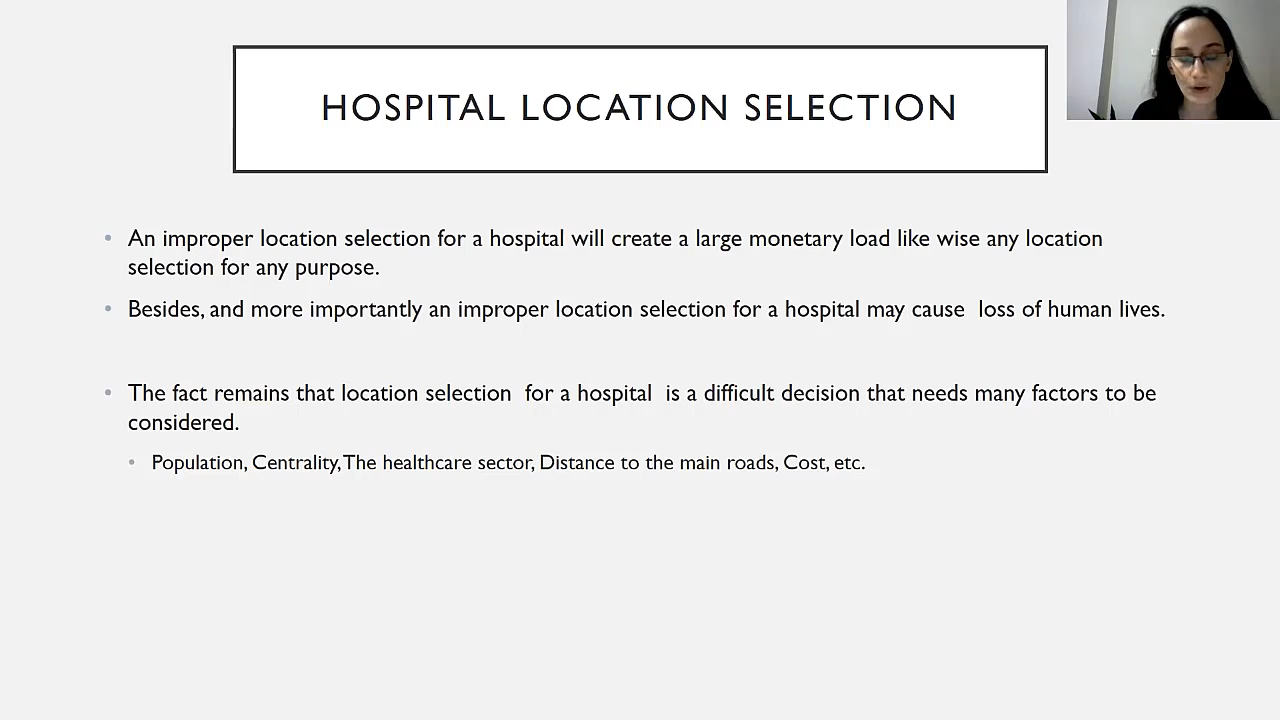 HOSPITAL LOCATION SELECTION
An improper location selection for a hospital will create a large monetary load like wise any location
selection for any purpose.
Besides, and more importantly an improper location selection for a hospital may cause  loss of human lives.
The fact remains that location selection  for a hospital  is a difficult decision that needs many factors to be
considered.
Population, Centrality, The healthcare sector, Distance to the main roads, Cost, etc.